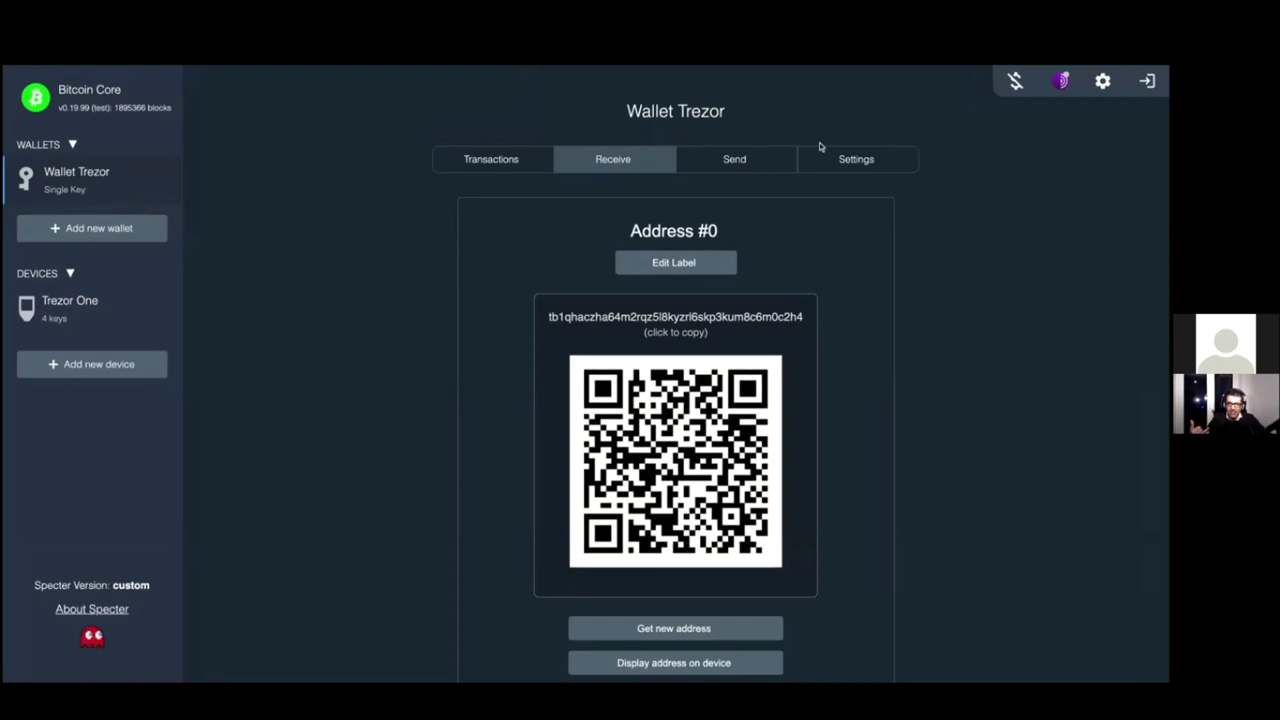 Bitcoin Core
v0.19.99 (test): 1895366 blocks
WALLETS ▼
Wallet Trezor
Single Key
+ Add new wallet
DEVICES ▼
Trezor One
4 keys
+ Add new device
Specter Version: custom
About Specter
Wallet Trezor
Transactions
Receive
Send
Settings
Address #0
Edit Label
tb1qhaczha64m2rqz5l8kyzrl6skp3kum8c6m0c2h4
(click to copy)
Get new address
Display address on device